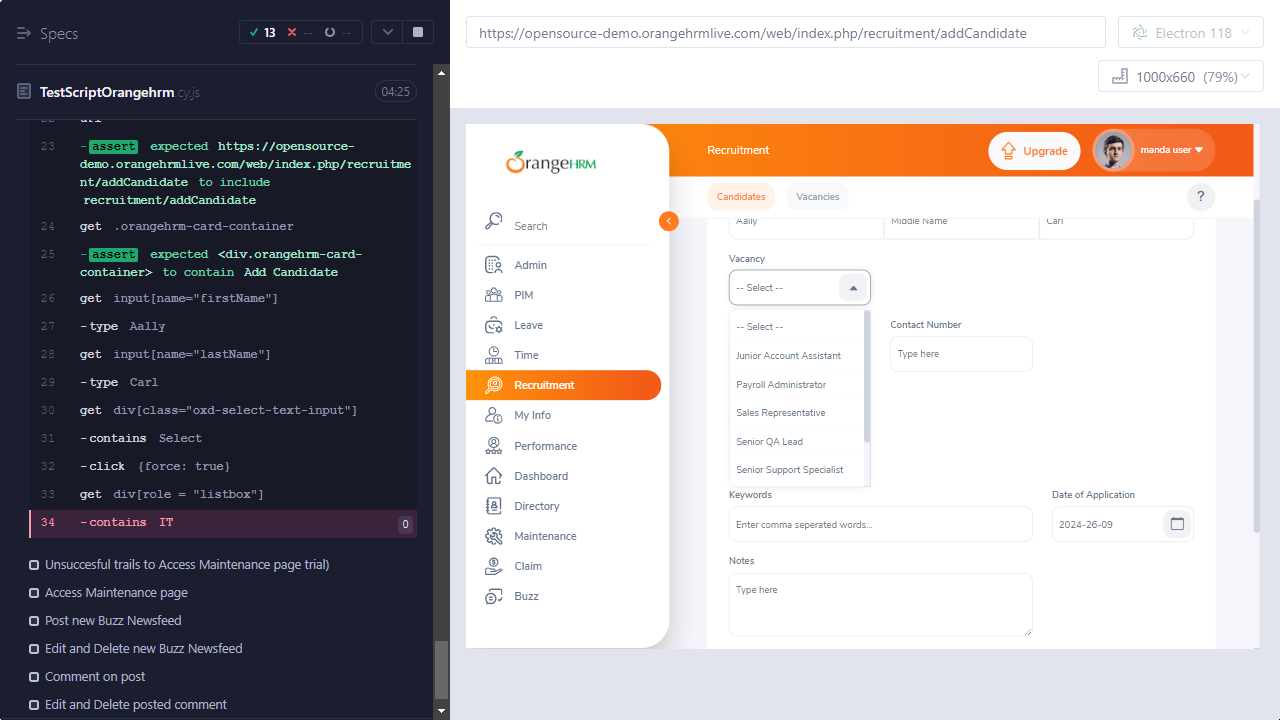 Specs
13
--
--
TestScriptOrangehrm.cy.js
04:25
22 url
23 -assert expected https://opensource-
demo.orangehrmlive.com/web/index.php/recruitme
nt/addCandidate to include
recruitment/addCandidate
24 get .orangehrm-card-container
25 -assert expected <div.orangehrm-card-
container> to contain Add Candidate
26 get input[name="firstName"]
27 -type Aally
28 get input[name="lastName"]
29 -type Carl
30 get div[class="oxd-select-text-input"]
31 -contains Select
32 -click {force: true}
33 get div[role = "listbox"]
34 -contains IT 0
Unsuccesful trails to Access Maintenance page trial)
Access Maintenance page
Post new Buzz Newsfeed
Edit and Delete new Buzz Newsfeed
Comment on post
Edit and Delete posted comment
https://opensource-demo.orangehrmlive.com/web/index.php/recruitment/addCandidate
Electron 118
1000x660 (79%)
OrangeHRM
Search
Admin
PIM
Leave
Time
Recruitment
My Info
Performance
Dashboard
Directory
Maintenance
Claim
Buzz
Recruitment
Upgrade
manda user
Candidates
Vacancies
?
Aally
Middle Name
Carl
Vacancy
-- Select --
-- Select --
Junior Account Assistant
Payroll Administrator
Sales Representative
Senior QA Lead
Senior Support Specialist
Contact Number
Type here
Keywords
Enter comma seperated words...
Date of Application
2024-26-09
Notes
Type here